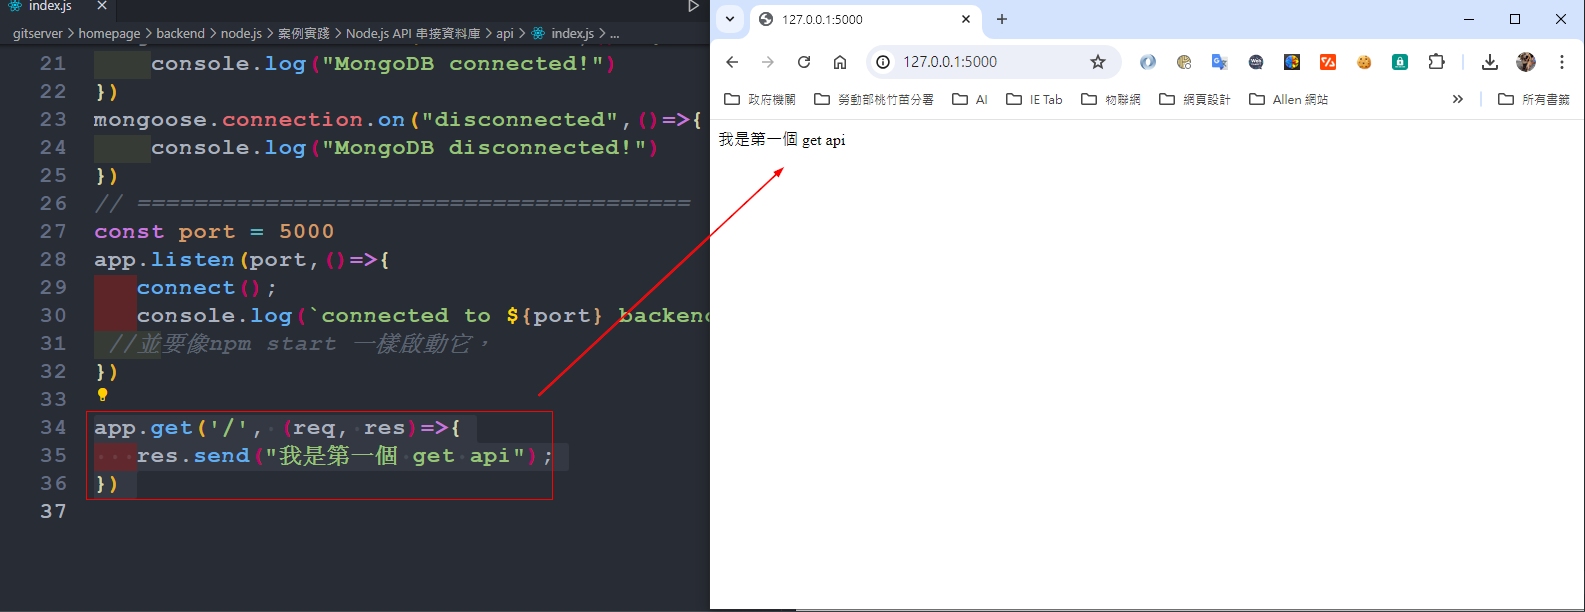 index.js
gitserver > homepage > backend > node.js > 案例實踐 > Node.js API 串接資料庫 > api > index.js > ...
21 console.log("MongoDB connected!")
22 })
23 mongoose.connection.on("disconnected",()=>{
24 console.log("MongoDB disconnected!")
25 })
26 // =======================================
27 const port = 5000
28 app.listen(port,()=>{
29 connect();
30 console.log(`connected to ${port} backend
31 //並要像npm start 一樣啟動它，
32 })
33
34 app.get('/', (req, res)=>{
35 res.send("我是第一個 get api");
36 })
37
127.0.0.1:5000
127.0.0.1:5000
政府機關 勞動部桃竹苗分署 AI IE Tab 物聯網 網頁設計 Allen 網站 » 所有書籤
我是第一個 get api